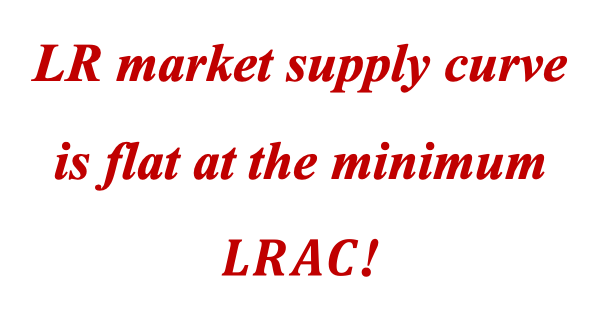 LR market supply curve
is flat at the minimum
LRAC!